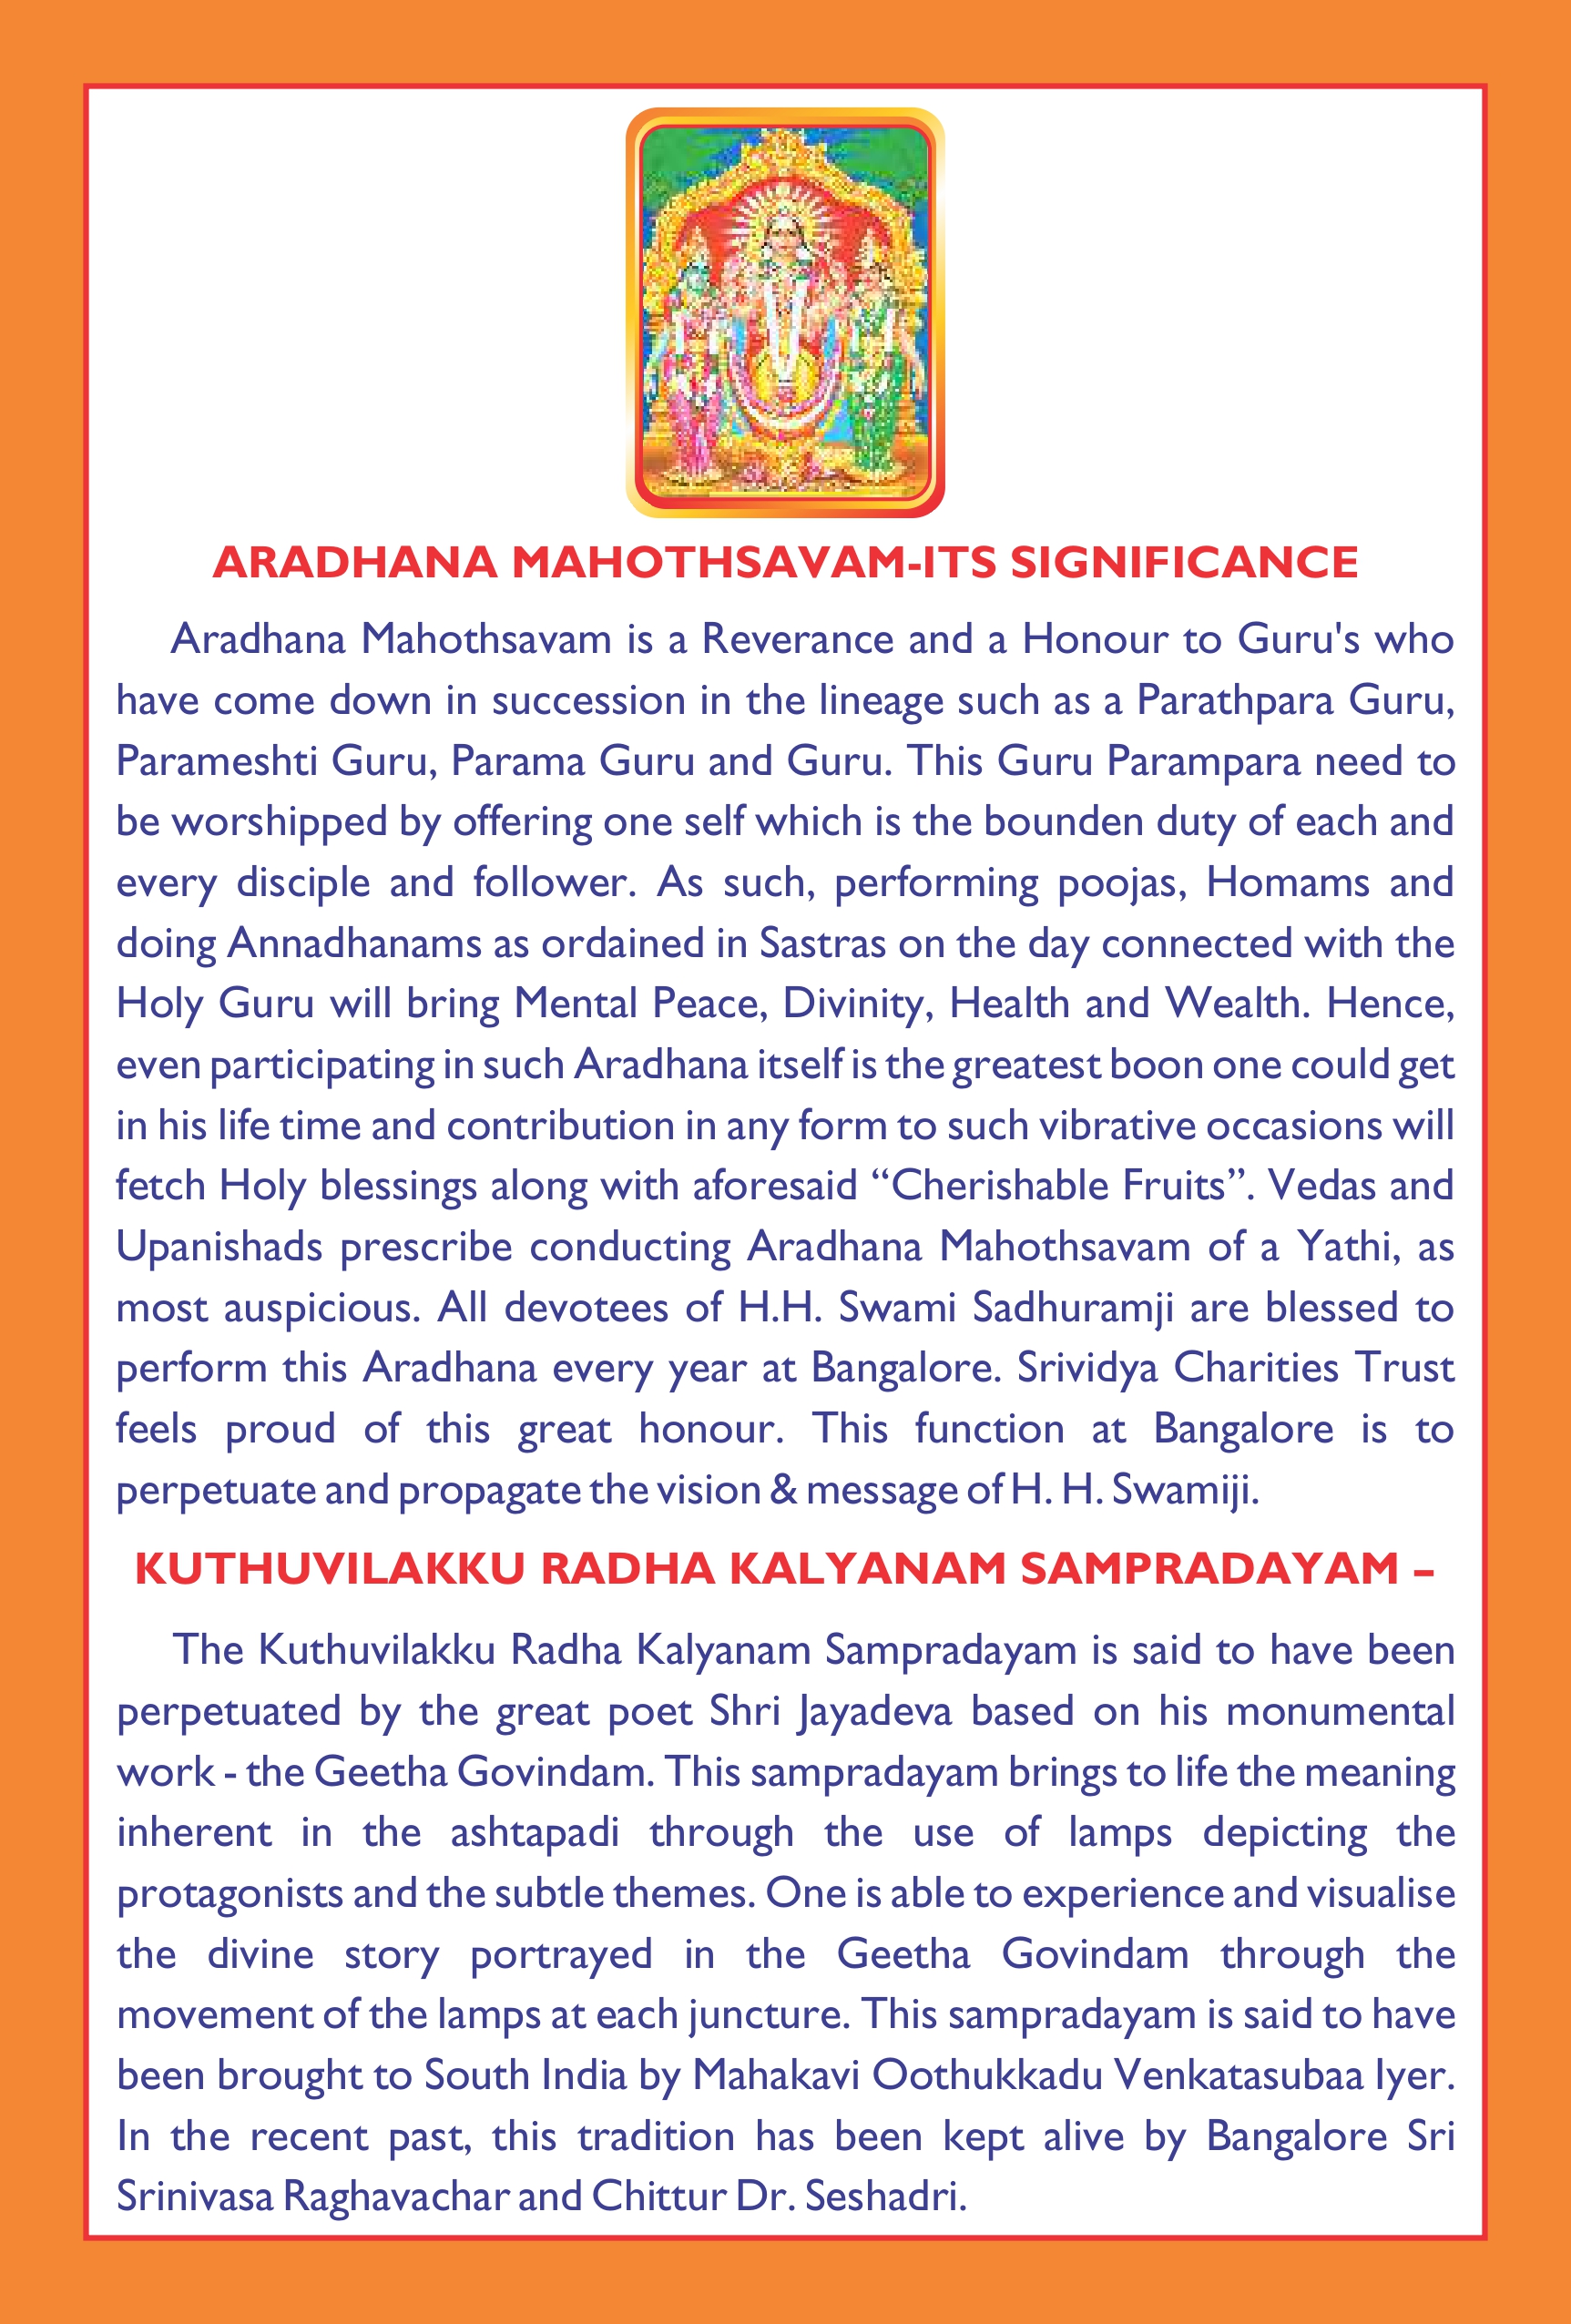 ARADHANA MAHOTHSAVAM-ITS SIGNIFICANCE
Aradhana Mahothsavam is a Reverance and a Honour to Guru's who
have come down in succession in the lineage such as a Parathpara Guru,
Parameshti Guru, Parama Guru and Guru. This Guru Parampara need to
be worshipped by offering one self which is the bounden duty of each and
every disciple and follower. As such, performing poojas, Homams and
doing Annadhanams as ordained in Sastras on the day connected with the
Holy Guru will bring Mental Peace, Divinity, Health and Wealth. Hence,
even participating in such Aradhana itself is the greatest boon one could get
in his life time and contribution in any form to such vibrative occasions will
fetch Holy blessings along with aforesaid “Cherishable Fruits”. Vedas and
Upanishads prescribe conducting Aradhana Mahothsavam of a Yathi, as
most auspicious. All devotees of H.H. Swami Sadhuramji are blessed to
perform this Aradhana every year at Bangalore. Srividya Charities Trust
feels proud of this great honour. This function at Bangalore is to
perpetuate and propagate the vision & message of H. H. Swamiji.
KUTHUVILAKKU RADHA KALYANAM SAMPRADAYAM –
The Kuthuvilakku Radha Kalyanam Sampradayam is said to have been
perpetuated by the great poet Shri Jayadeva based on his monumental
work - the Geetha Govindam. This sampradayam brings to life the meaning
inherent in the ashtapadi through the use of lamps depicting the
protagonists and the subtle themes. One is able to experience and visualise
the divine story portrayed in the Geetha Govindam through the
movement of the lamps at each juncture. This sampradayam is said to have
been brought to South India by Mahakavi Oothukkadu Venkatasubaa Iyer.
In the recent past, this tradition has been kept alive by Bangalore Sri
Srinivasa Raghavachar and Chittur Dr. Seshadri.